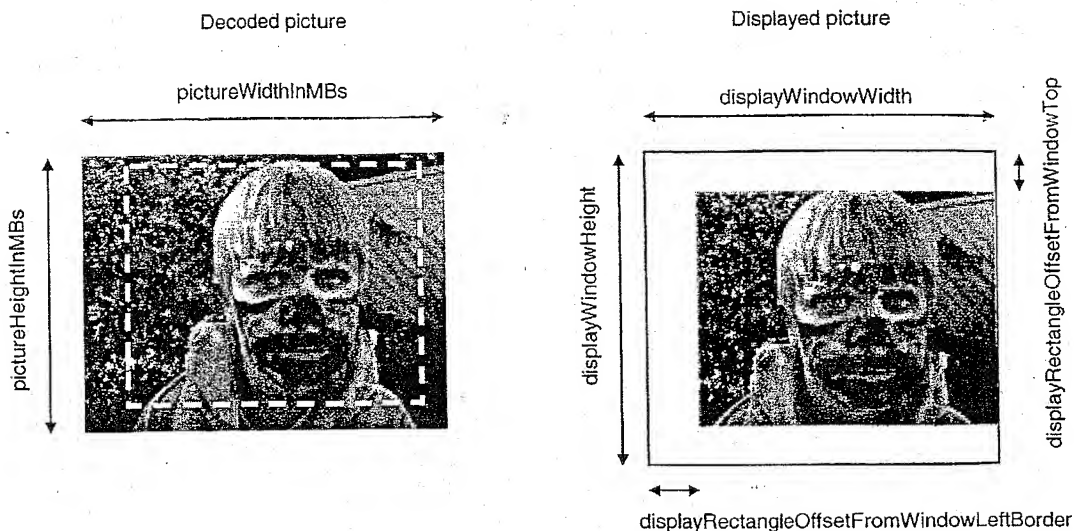 Decoded picture
Displayed picture
pictureWidthInMBs
displayWindowWidth
pictureHeightInMBs
displayWindowHeight
displayRectangleOffsetFromWindowTop
displayRectangleOffsetFromWindowLeftBorder